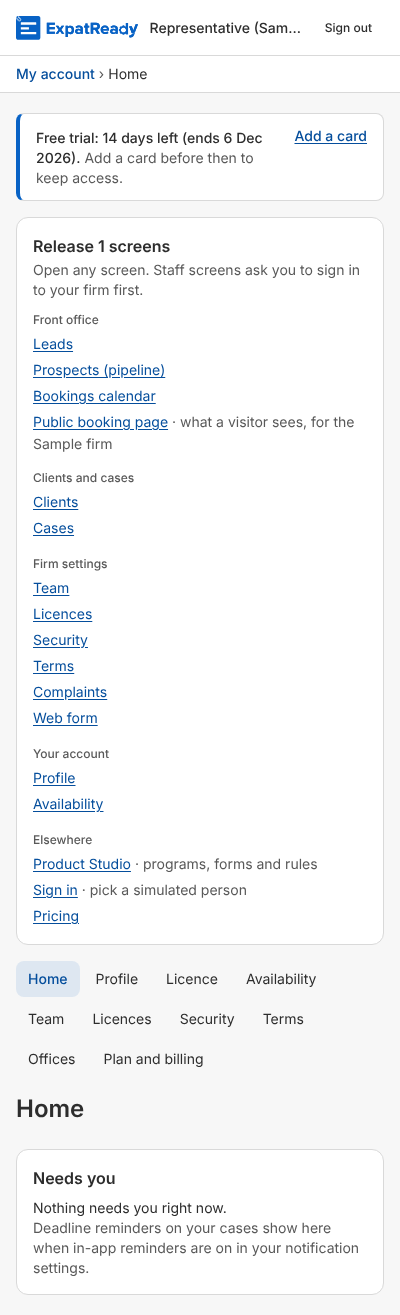 ExpatReady Representative (Sam... Sign out
My account › Home
Free trial: 14 days left (ends 6 Dec Add a card
2026). Add a card before then to
keep access.
Release 1 screens
Open any screen. Staff screens ask you to sign in
to your firm first.
Front office
Leads
Prospects (pipeline)
Bookings calendar
Public booking page · what a visitor sees, for the
Sample firm
Clients and cases
Clients
Cases
Firm settings
Team
Licences
Security
Terms
Complaints
Web form
Your account
Profile
Availability
Elsewhere
Product Studio · programs, forms and rules
Sign in · pick a simulated person
Pricing
Home Profile Licence Availability
Team Licences Security Terms
Offices Plan and billing
Home
Needs you
Nothing needs you right now.
Deadline reminders on your cases show here
when in-app reminders are on in your notification
settings.